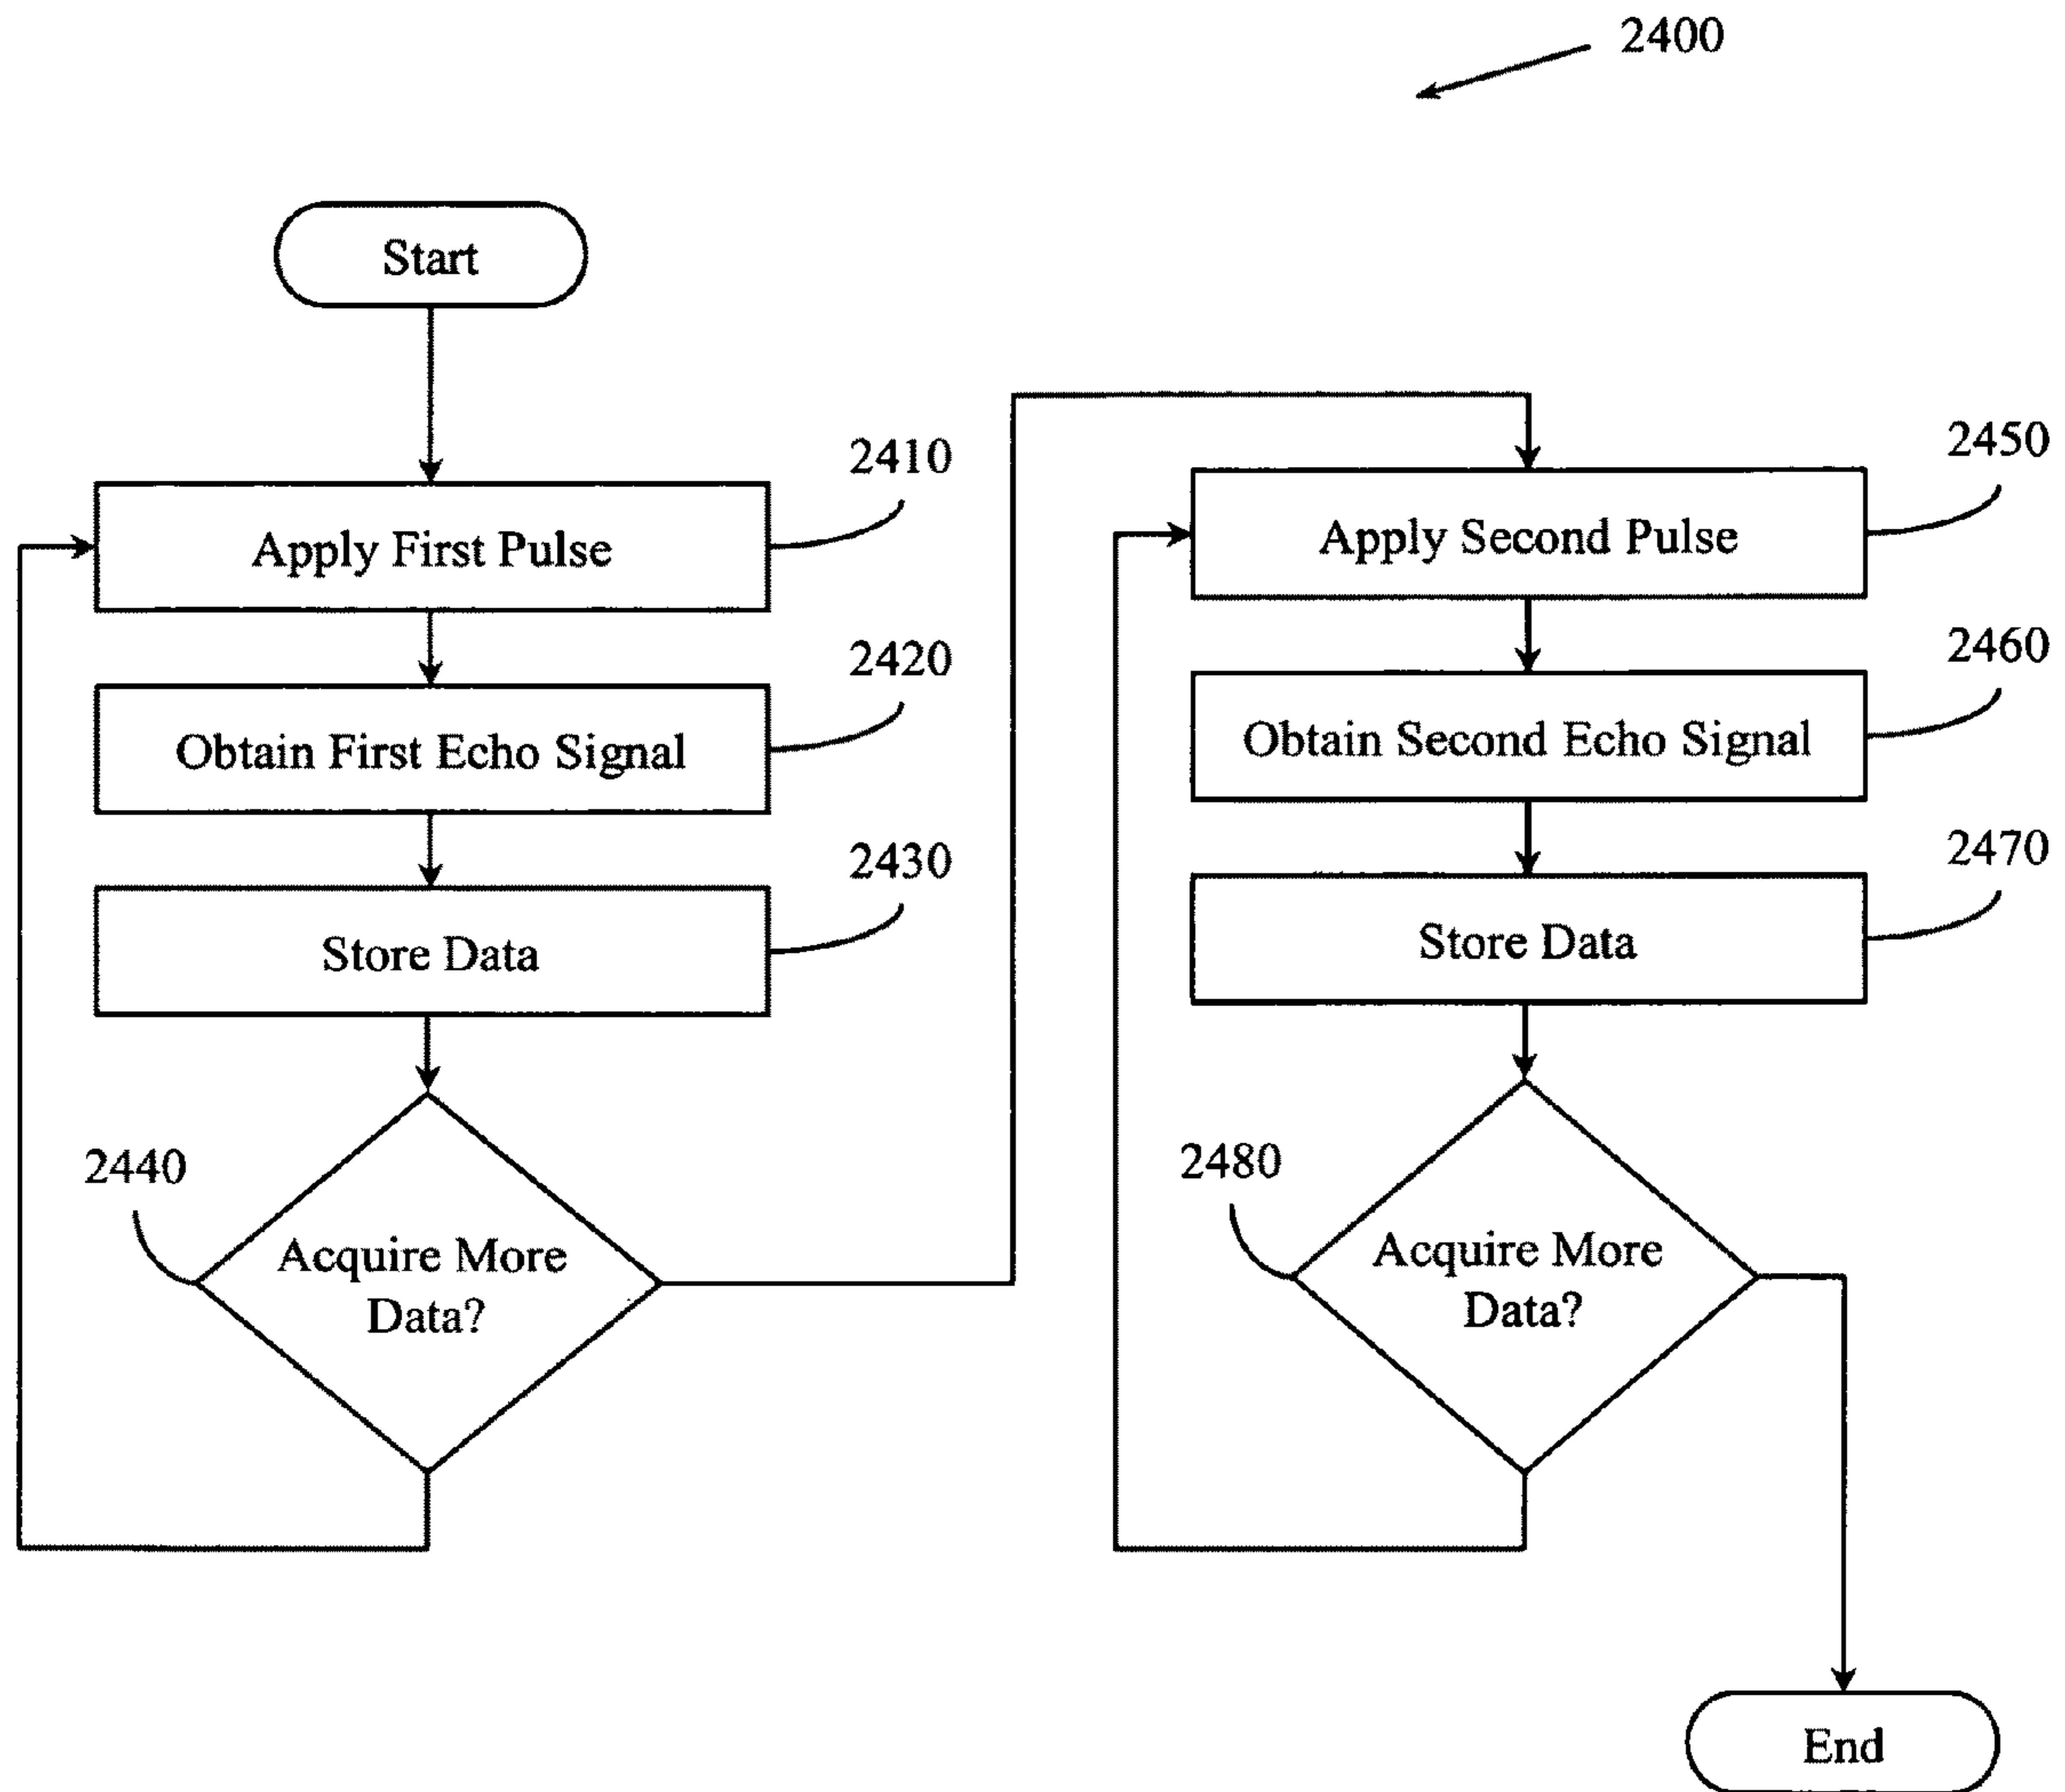 2400
Start
2410
Apply First Pulse
2420
Obtain First Echo Signal
2430
Store Data
2440
Acquire More
Data?
2450
Apply Second Pulse
2460
Obtain Second Echo Signal
2470
Store Data
2480
Acquire More
Data?
End